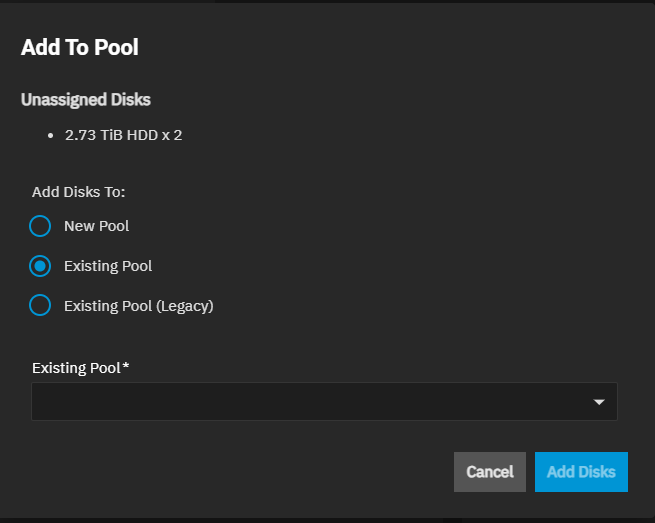 Add To Pool
Unassigned Disks
• 2.73 TiB HDD x 2
Add Disks To:
New Pool
Existing Pool
Existing Pool (Legacy)
Existing Pool*
Cancel Add Disks